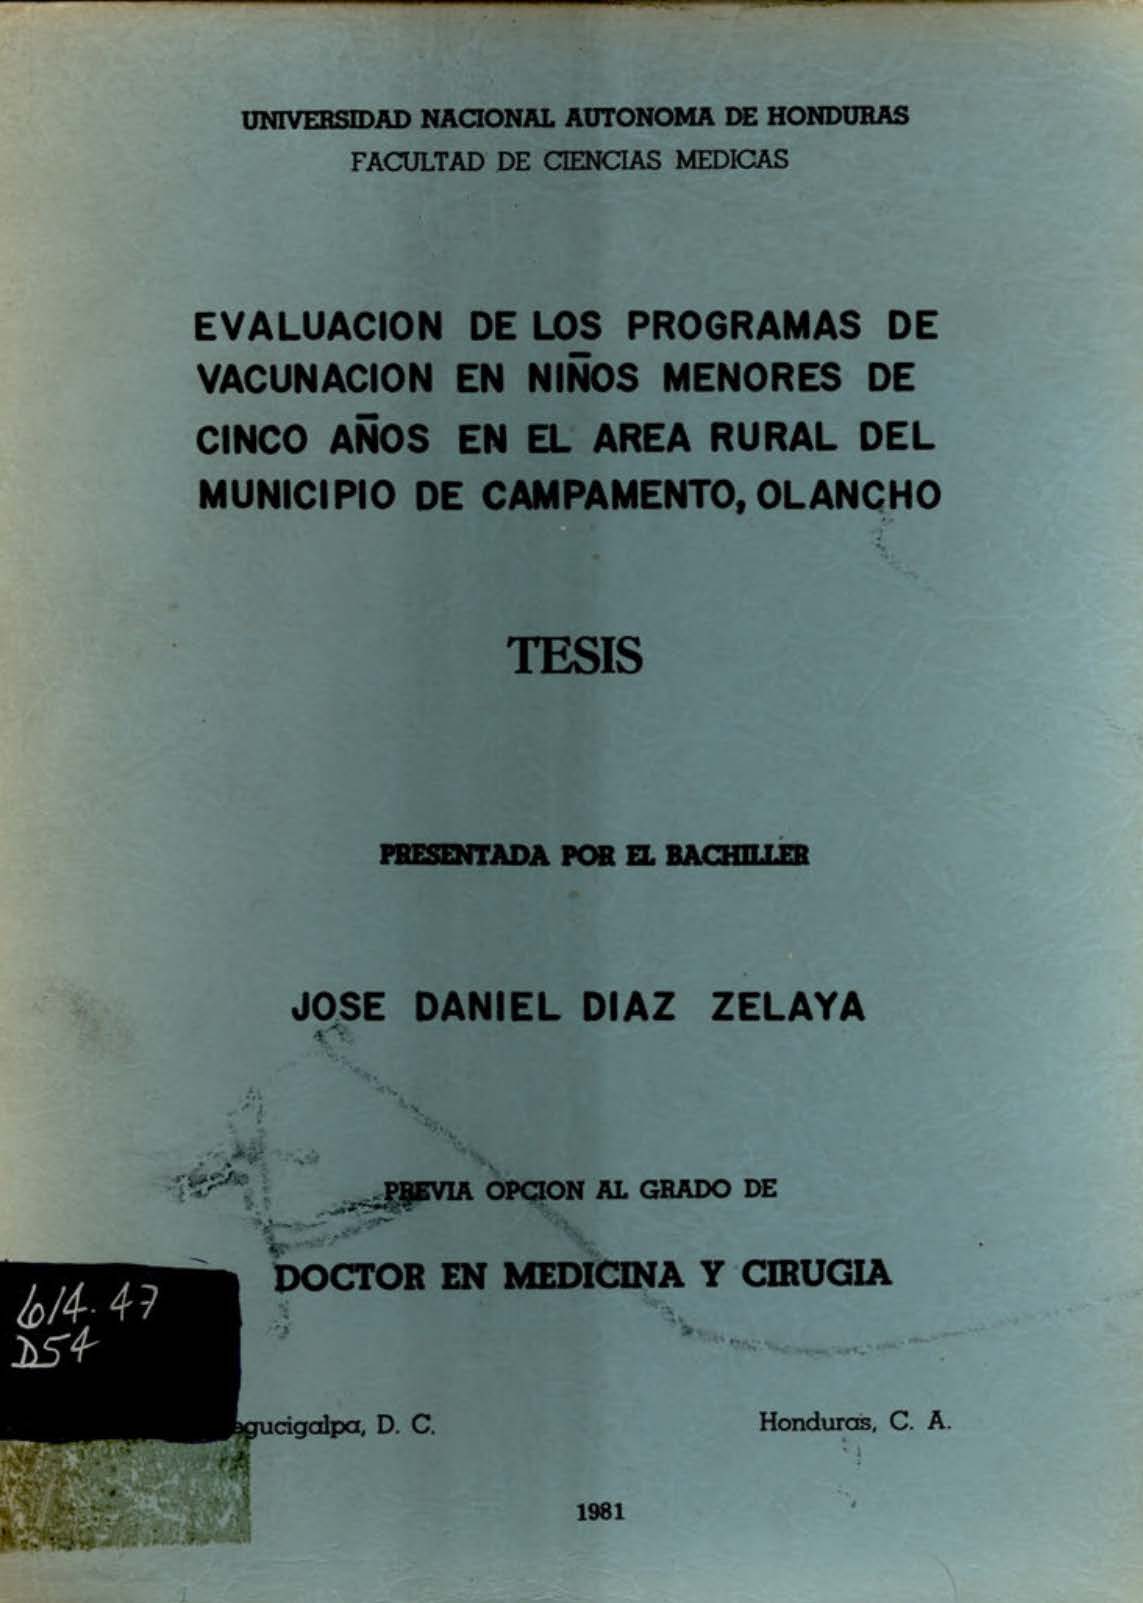 UNIVERSIDAD NACIONAL AUTONOMA DE HONDURAS
FACULTAD DE CIENCIAS MEDICAS
EVALUACION DE LOS PROGRAMAS DE
VACUNACION EN NIÑOS MENORES DE
CINCO AÑOS EN EL AREA RURAL DEL
MUNICIPIO DE CAMPAMENTO, OLANCHO
TESIS
PRESENTADA POR EL BACHILLER
JOSE DANIEL DIAZ ZELAYA
PREVIA OPCION AL GRADO DE
DOCTOR EN MEDICINA Y CIRUGIA
614.47
D54
egucigalpa, D. C. Honduras, C. A.
1981